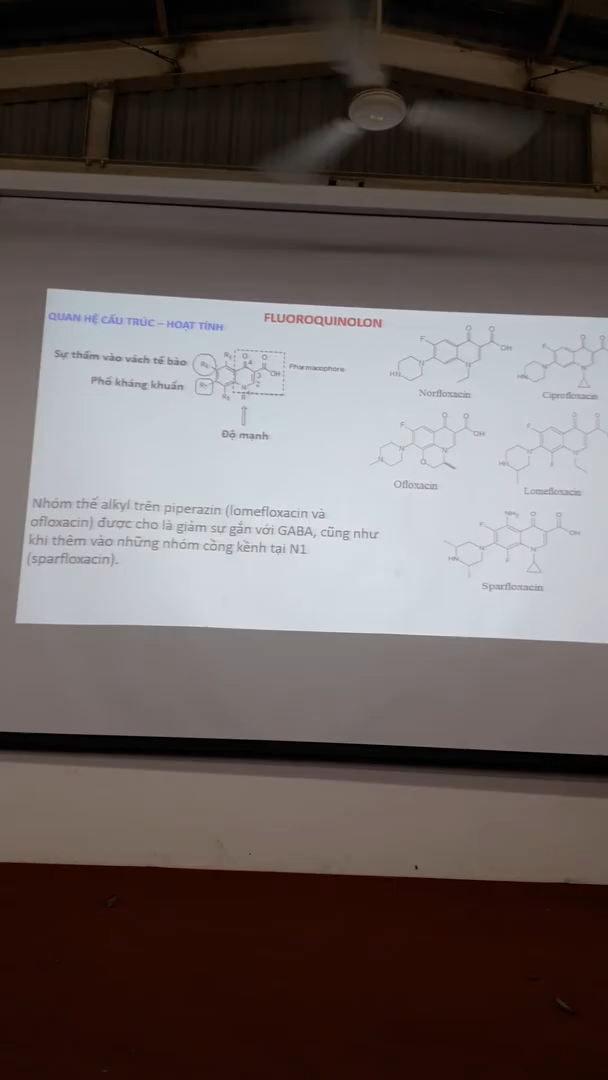 QUAN HỆ CẤU TRÚC – HOẠT TÍNH
FLUOROQUINOLON
Sự thấm vào vách tế bào
Phổ kháng khuẩn
Pharmacophore
Độ mạnh
Norfloxacin
Ciprofloxacin
Ofloxacin
Lomefloxacin
Nhóm thế alkyl trên piperazin (lomefloxacin và
ofloxacin) được cho là giảm sự gắn với GABA, cũng như
khi thêm vào những nhóm cồng kềnh tại N1
(sparfloxacin).
Sparfloxacin